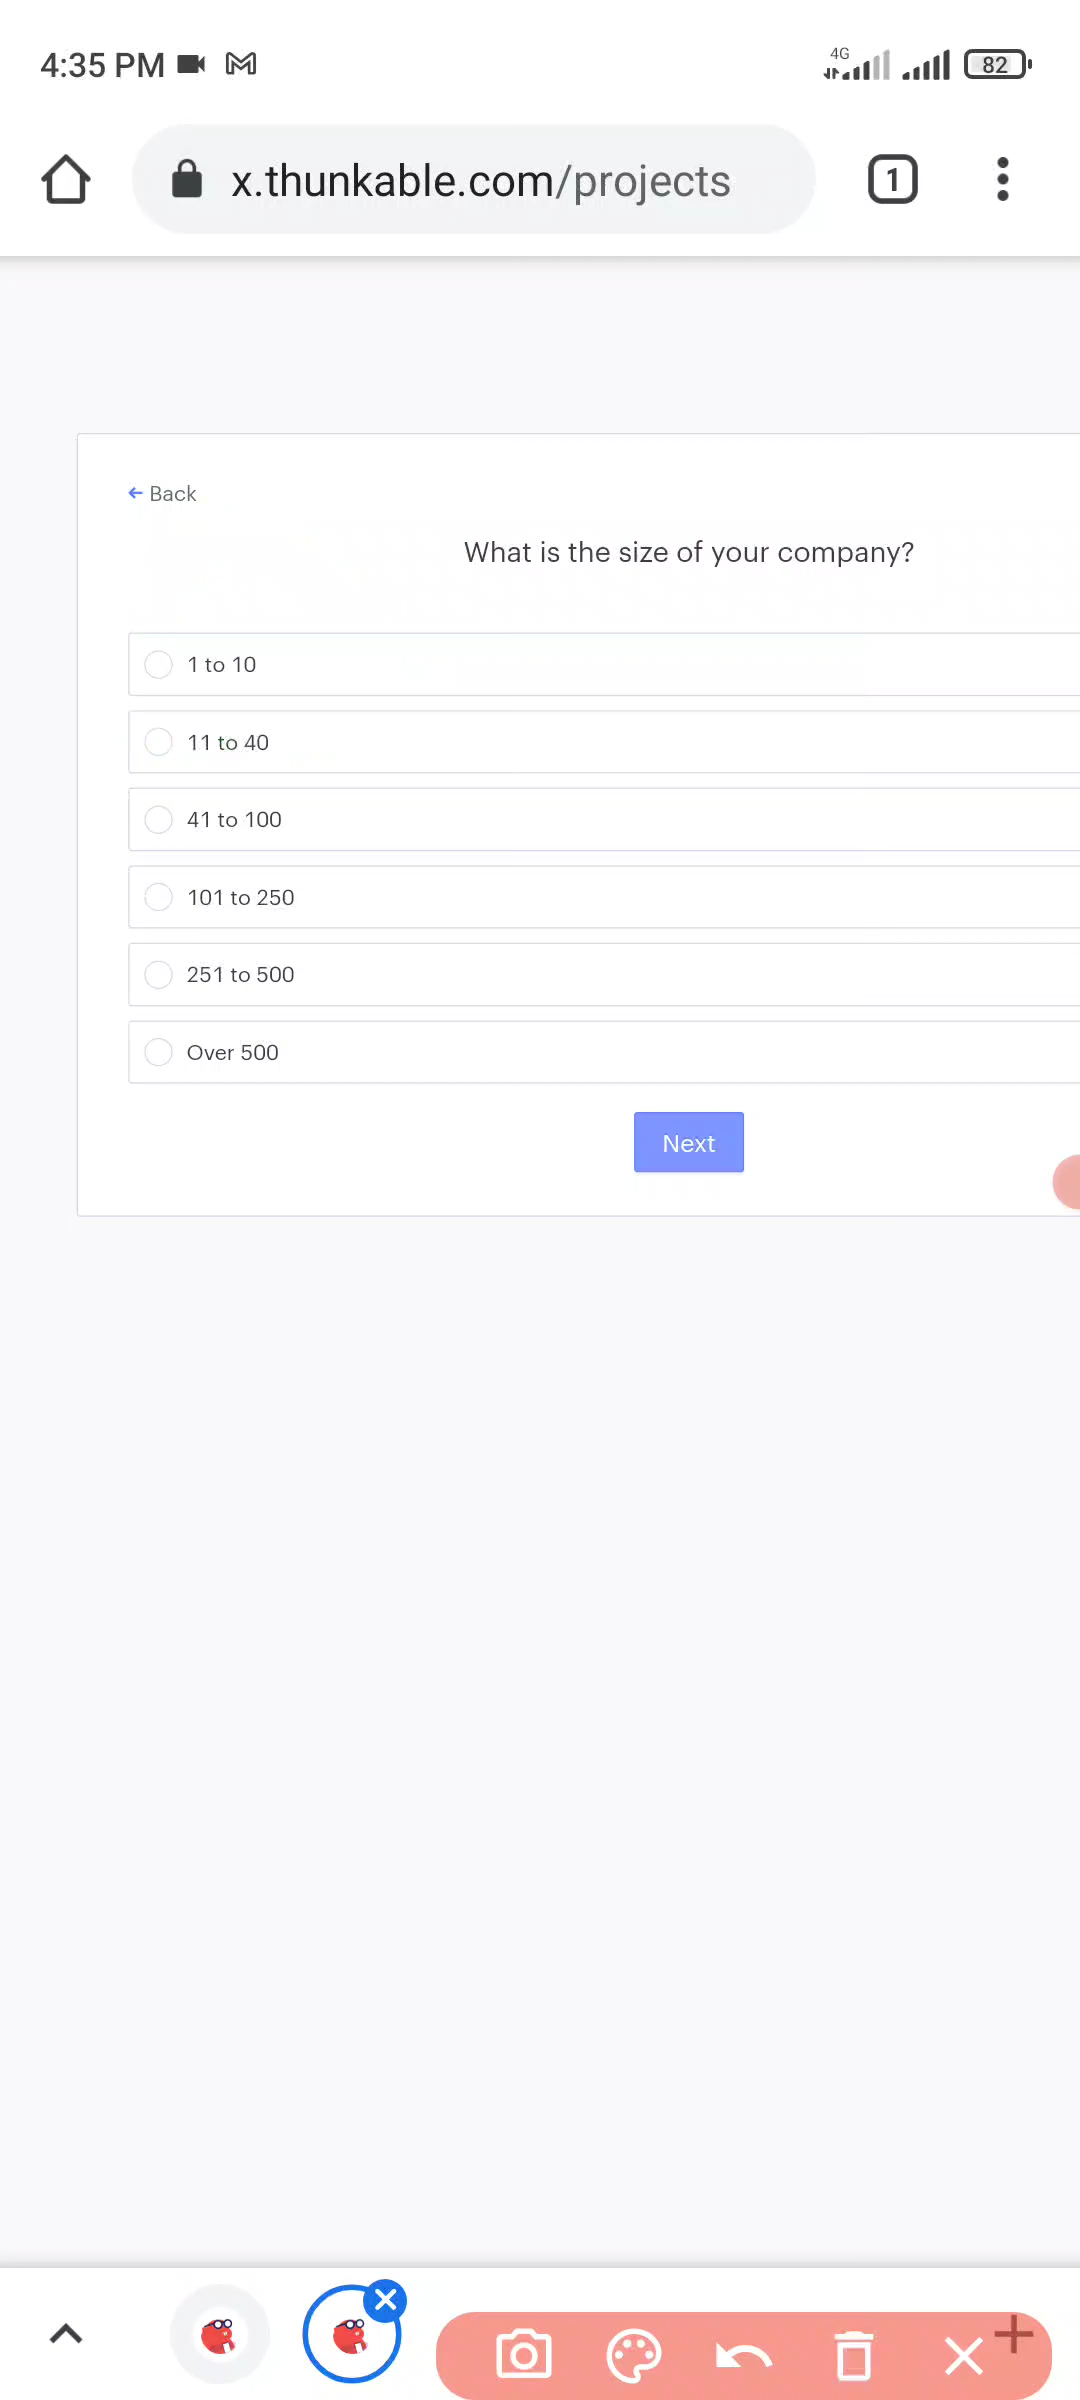 4:35 PM
4G
82
x.thunkable.com/projects
1
← Back
What is the size of your company?
1 to 10
11 to 40
41 to 100
101 to 250
251 to 500
Over 500
Next